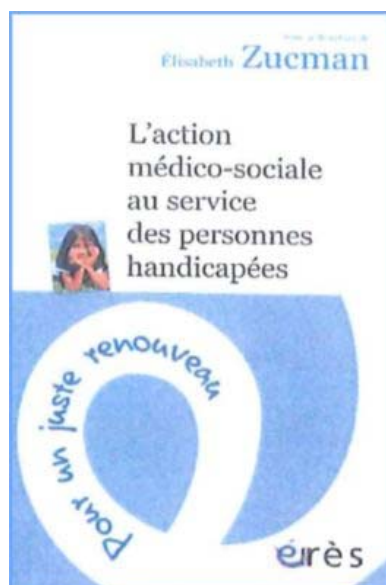 Élisabeth Zucman
L'action
médico-sociale
au service
des personnes
handicapées
Pour un juste renouveau
érès